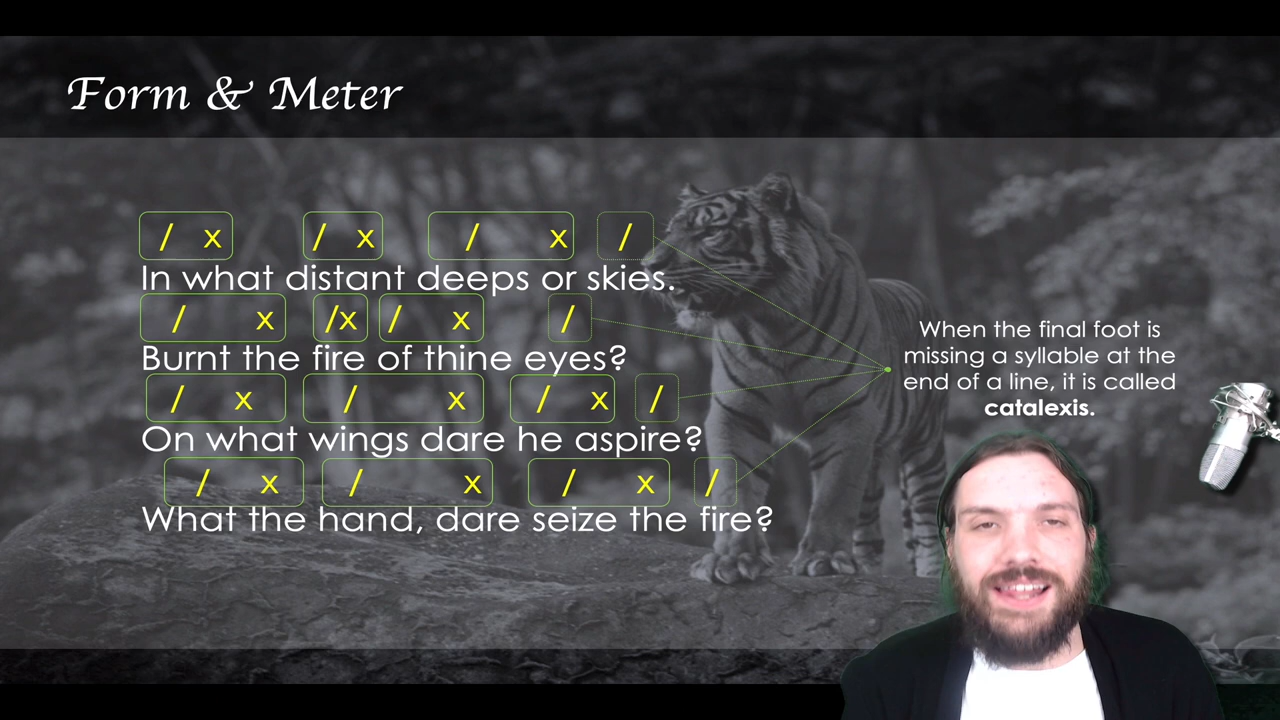 Form & Meter
/ x / x / x /
In what distant deeps or skies.
/ x /x / x /
Burnt the fire of thine eyes?
/ x / x / x /
On what wings dare he aspire?
/ x / x / x /
What the hand, dare seize the fire?
When the final foot is
missing a syllable at the
end of a line, it is called
catalexis.